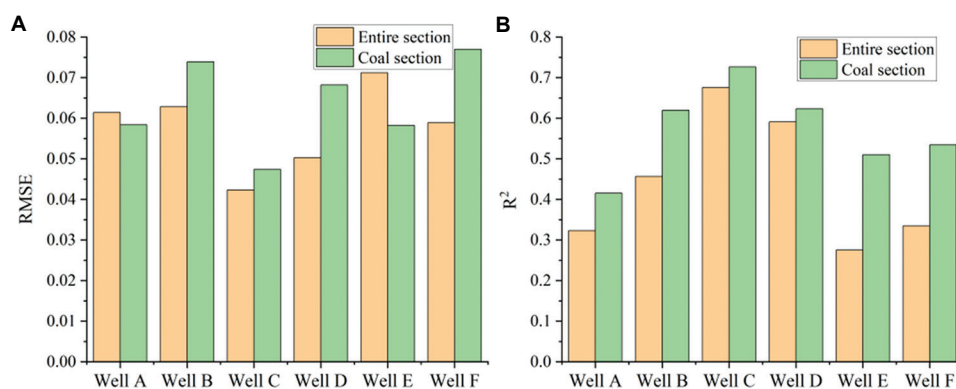 A
RMSE
0.08
0.07
0.06
0.05
0.04
0.03
0.02
0.01
0.00
Entire section
Coal section
Well A Well B Well C Well D Well E Well F
B
R²
0.8
0.7
0.6
0.5
0.4
0.3
0.2
0.1
0.0
Entire section
Coal section
Well A Well B Well C Well D Well E Well F